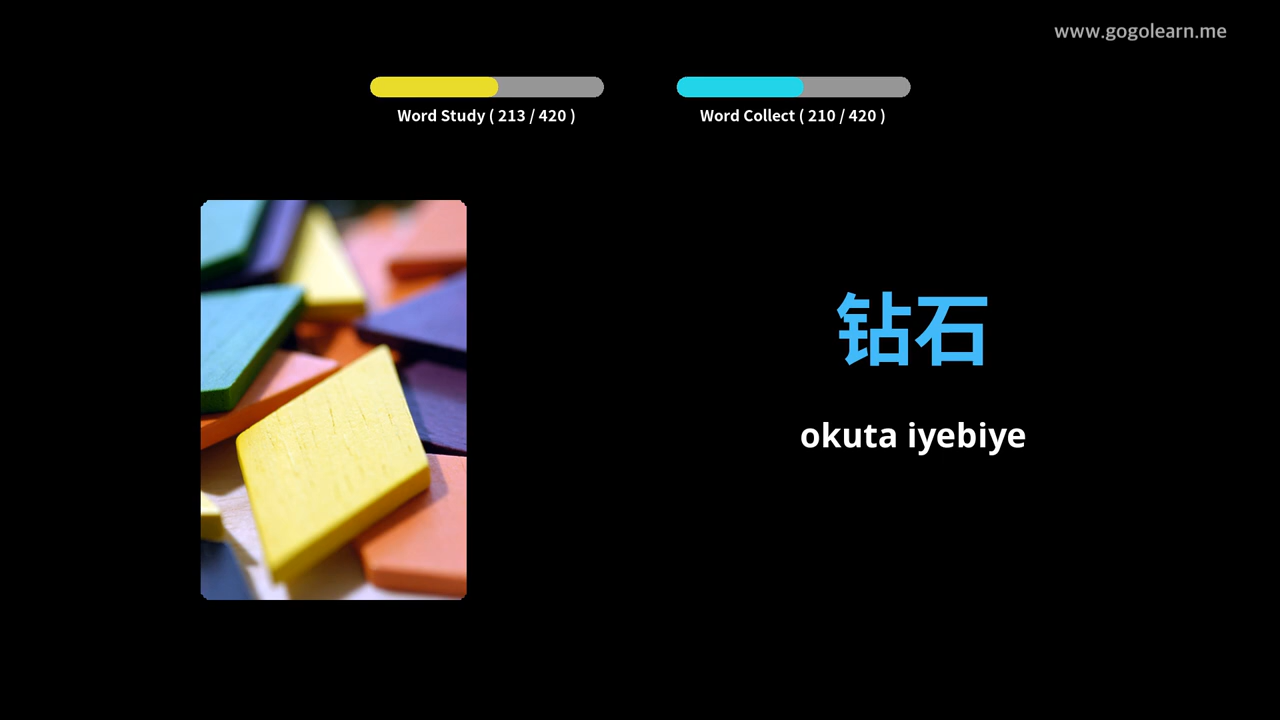 www.gogolearn.me
Word Study ( 213 / 420 )
Word Collect ( 210 / 420 )
钻石
okuta iyebiye